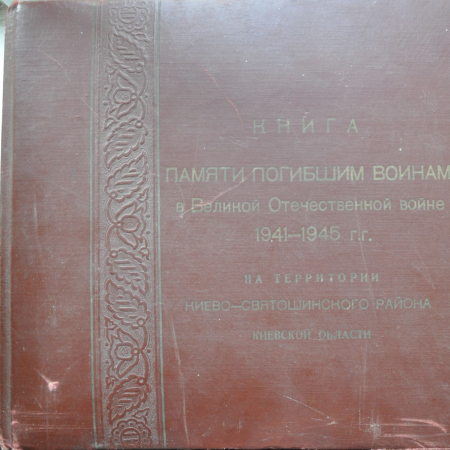 КНИГА
ПАМЯТИ ПОГИБШИМ ВОИНАМ
в Великой Отечественной войне
1941—1945 г.г.
НА ТЕРРИТОРИИ
КИЕВО-СВЯТОШИНСКОГО РАЙОНА
КИЕВСКОЙ ОБЛАСТИ